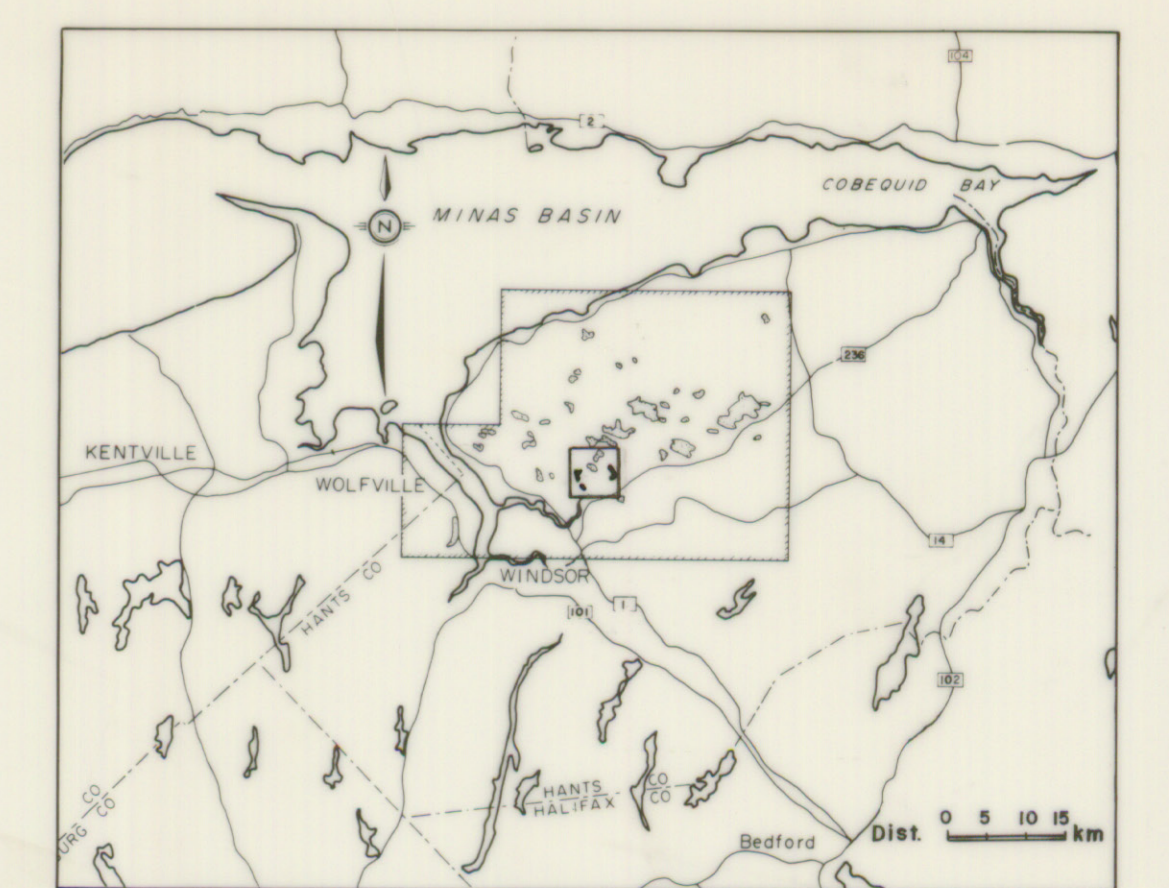 104
2
COBEQUID BAY
N
MINAS BASIN
236
KENTVILLE
WOLFVILLE
14
WINDSOR
HANTS CO
101
1
102
HANTS CO
HALIFAX CO
CO
CO
Dist. 0 5 10 15 km
Bedford